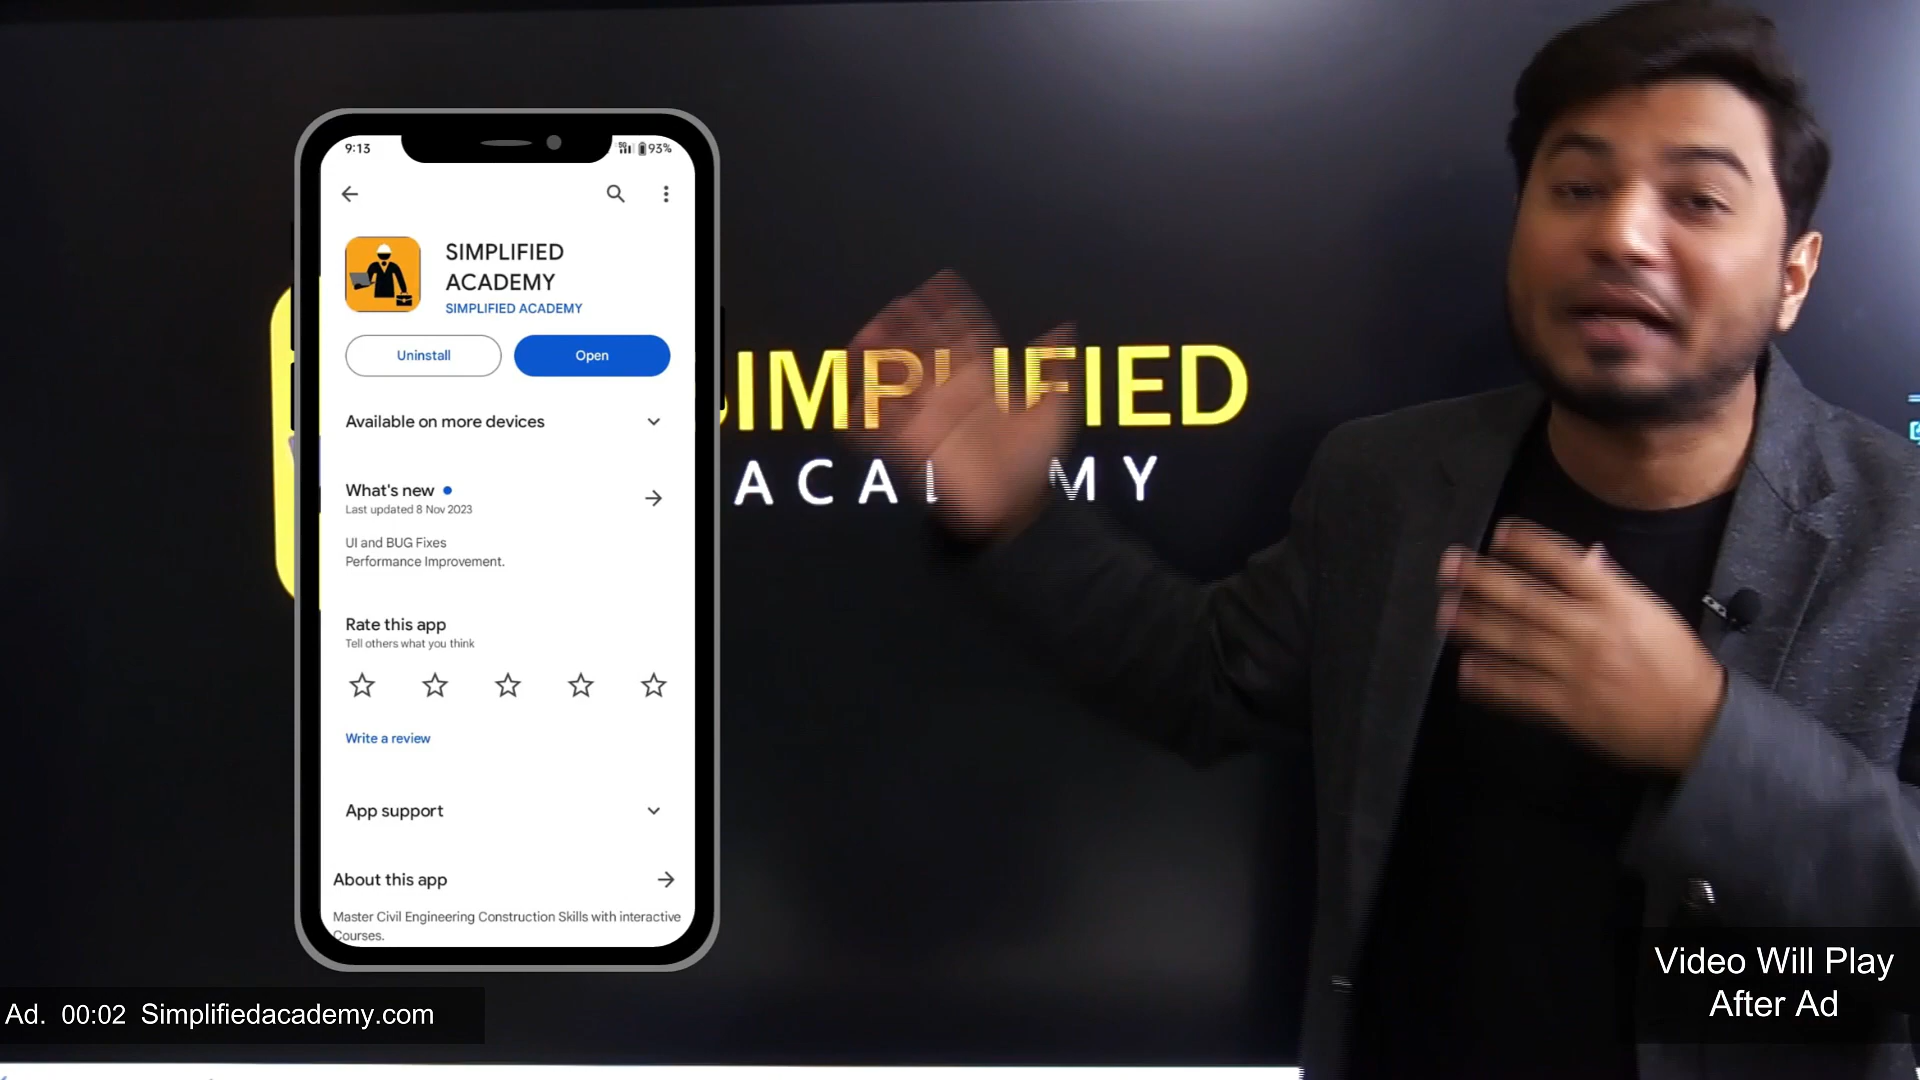 9:13
5G
93%
SIMPLIFIED
ACADEMY
SIMPLIFIED ACADEMY
Uninstall
Open
Available on more devices
What's new
Last updated 8 Nov 2023
UI and BUG Fixes
Performance Improvement.
Rate this app
Tell others what you think
Write a review
App support
About this app
Master Civil Engineering Construction Skills with interactive
Courses.
SIMPLIFIED
ACADEMY
Ad. 00:02 Simplifiedacademy.com
Video Will Play
After Ad